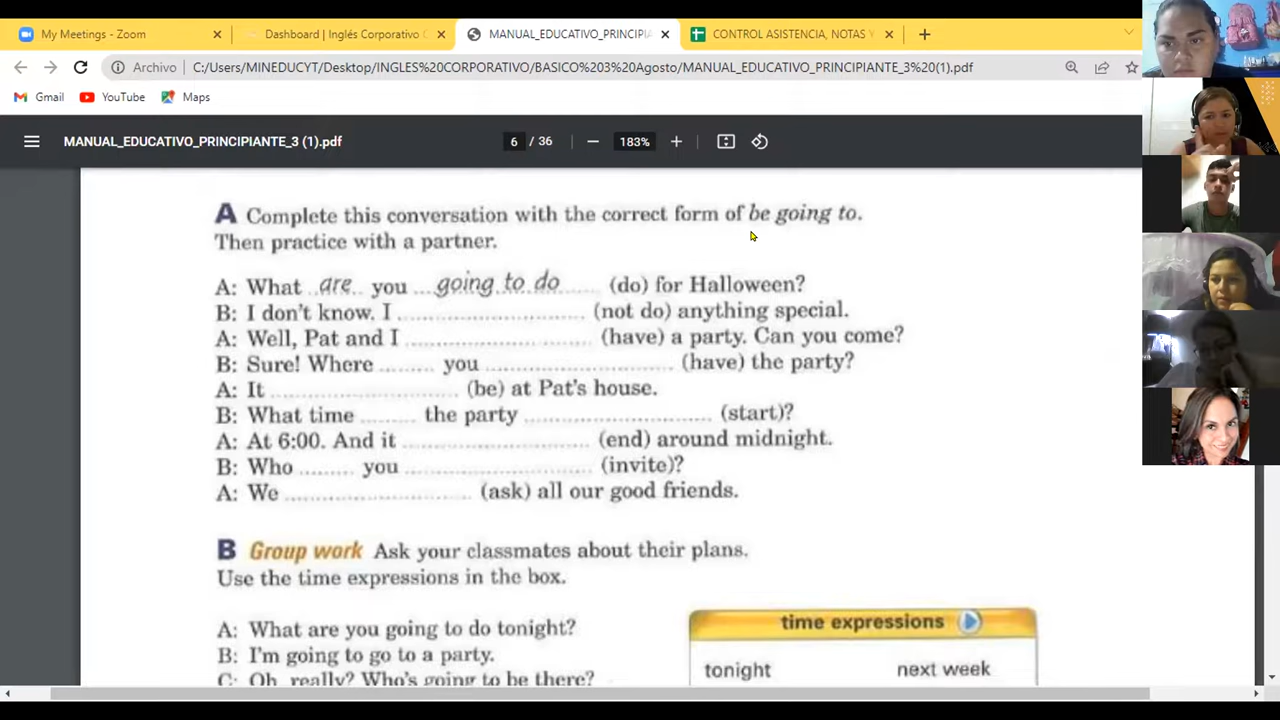 My Meetings - Zoom
Dashboard | Inglés Corporativo
MANUAL_EDUCATIVO_PRINCIPIA
CONTROL ASISTENCIA, NOTAS Y
Archivo
C:/Users/MINEDUCYT/Desktop/INGLES%20CORPORATIVO/BASICO%203%20Agosto/MANUAL_EDUCATIVO_PRINCIPIANTE_3%20(1).pdf
Gmail YouTube Maps
MANUAL_EDUCATIVO_PRINCIPIANTE_3 (1).pdf
6 / 36
183%
A Complete this conversation with the correct form of be going to.
Then practice with a partner.
A: What ..are.. you ...going to do...... (do) for Halloween?
B: I don't know. I .............................. (not do) anything special.
A: Well, Pat and I .............................. (have) a party. Can you come?
B: Sure! Where ......... you .............................. (have) the party?
A: It .............................. (be) at Pat's house.
B: What time ......... the party .............................. (start)?
A: At 6:00. And it .............................. (end) around midnight.
B: Who ......... you .............................. (invite)?
A: We .............................. (ask) all our good friends.
B Group work Ask your classmates about their plans.
Use the time expressions in the box.
A: What are you going to do tonight?
B: I'm going to go to a party.
C: Oh, really? Who's going to be there?
time expressions
tonight next week